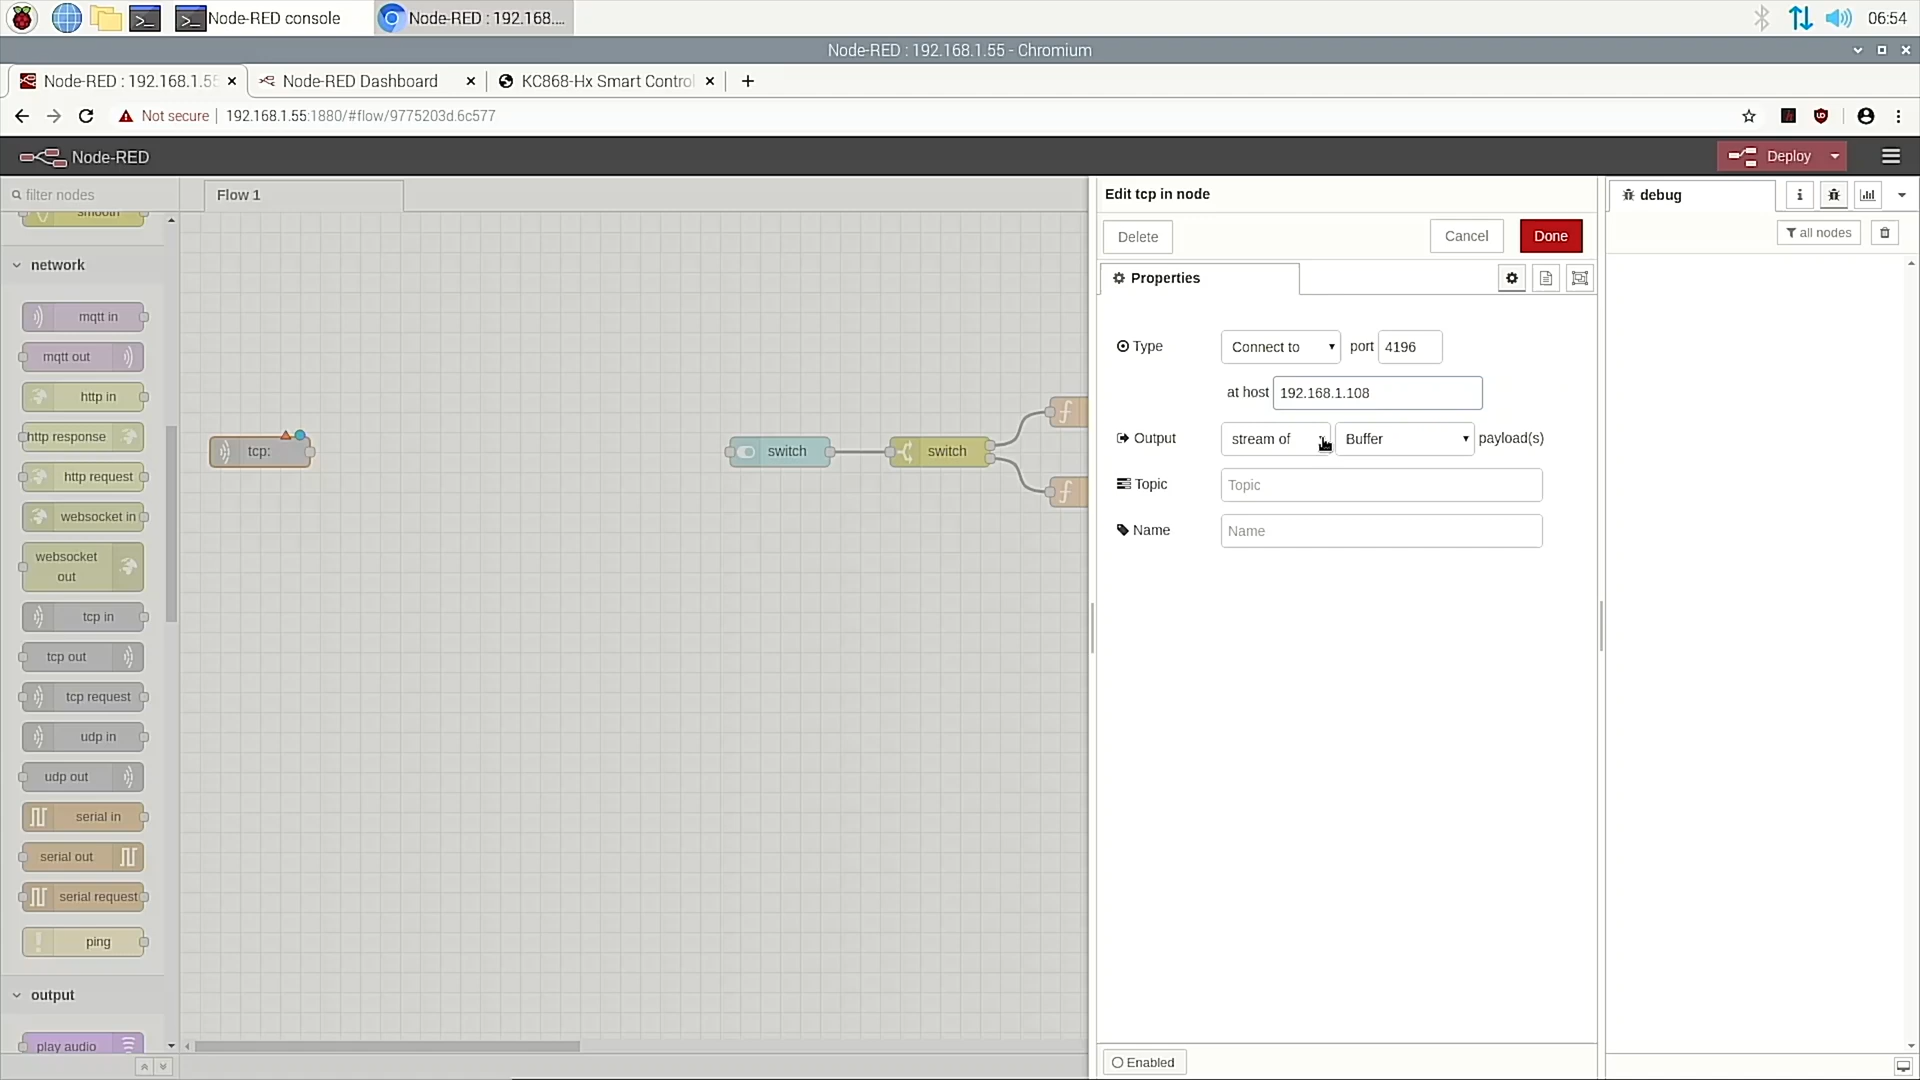 Node-RED console
Node-RED : 192.168....
06:54
Node-RED : 192.168.1.55 - Chromium
Node-RED : 192.168.1.55
Node-RED Dashboard
KC868-Hx Smart Control
Not secure
192.168.1.55:1880/#flow/9775203d.6c577
Node-RED
Deploy
filter nodes
Flow 1
Edit tcp in node
debug
smooth
Delete
Cancel
Done
all nodes
network
Properties
mqtt in
mqtt out
http in
http response
http request
websocket in
websocket
out
tcp in
tcp out
tcp request
udp in
udp out
serial in
serial out
serial request
ping
output
play audio
tcp:
switch
switch
f
f
Type
Connect to
port
4196
at host
192.168.1.108
Output
stream of
Buffer
payload(s)
Topic
Topic
Name
Name
Enabled